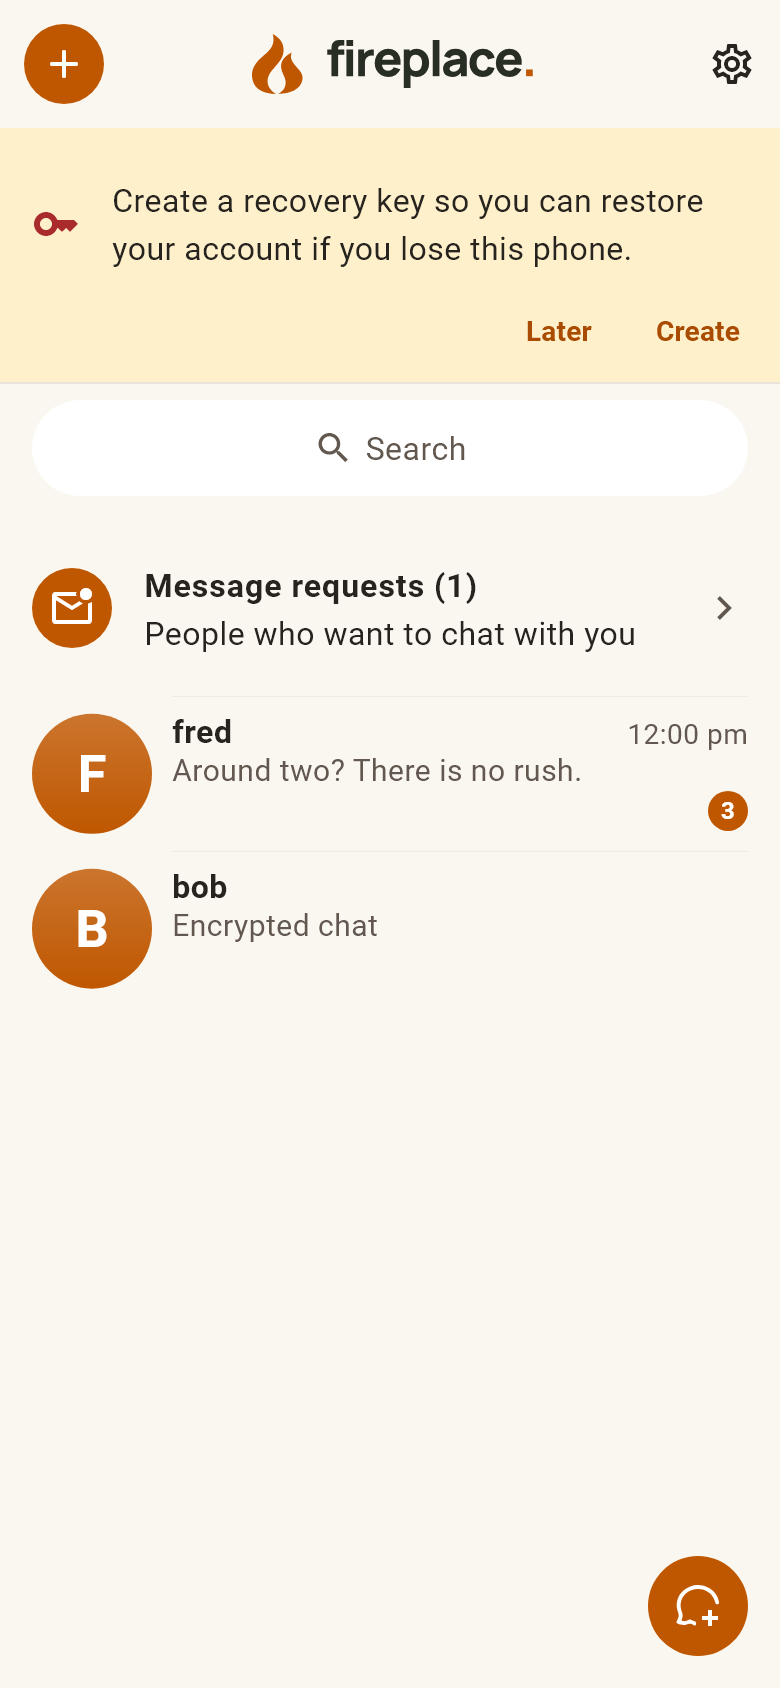 fireplace.
Create a recovery key so you can restore
your account if you lose this phone.
Later Create
Search
Message requests (1)
People who want to chat with you
F
fred
12:00 pm
Around two? There is no rush.
3
B
bob
Encrypted chat